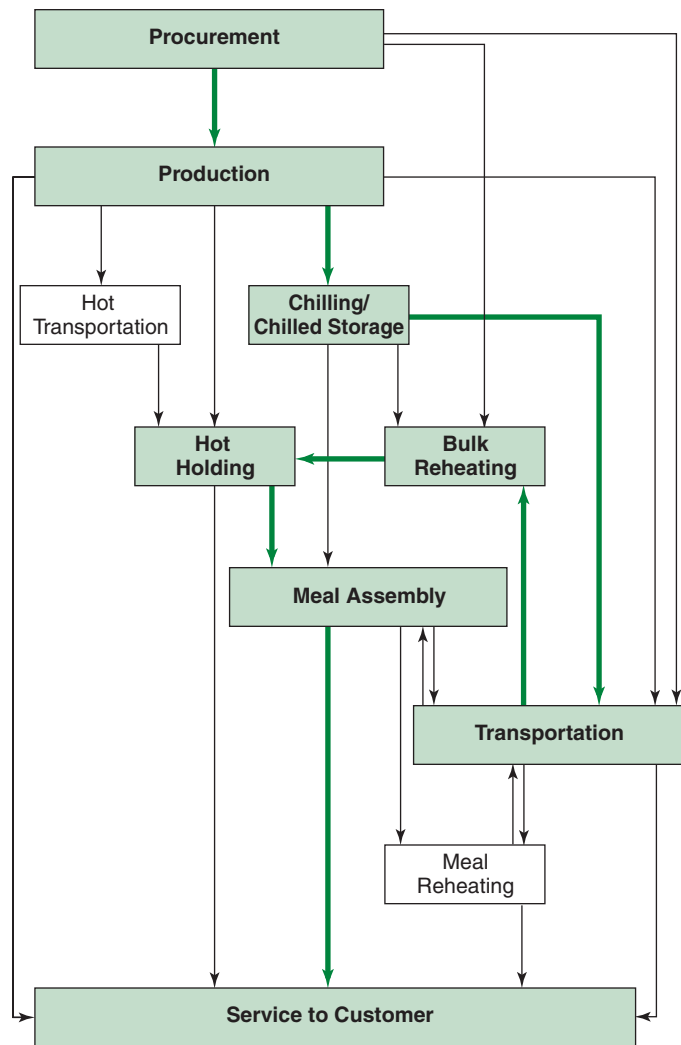 Procurement
Production
Hot
Transportation
Chilling/
Chilled Storage
Hot
Holding
Bulk
Reheating
Meal Assembly
Transportation
Meal
Reheating
Service to Customer